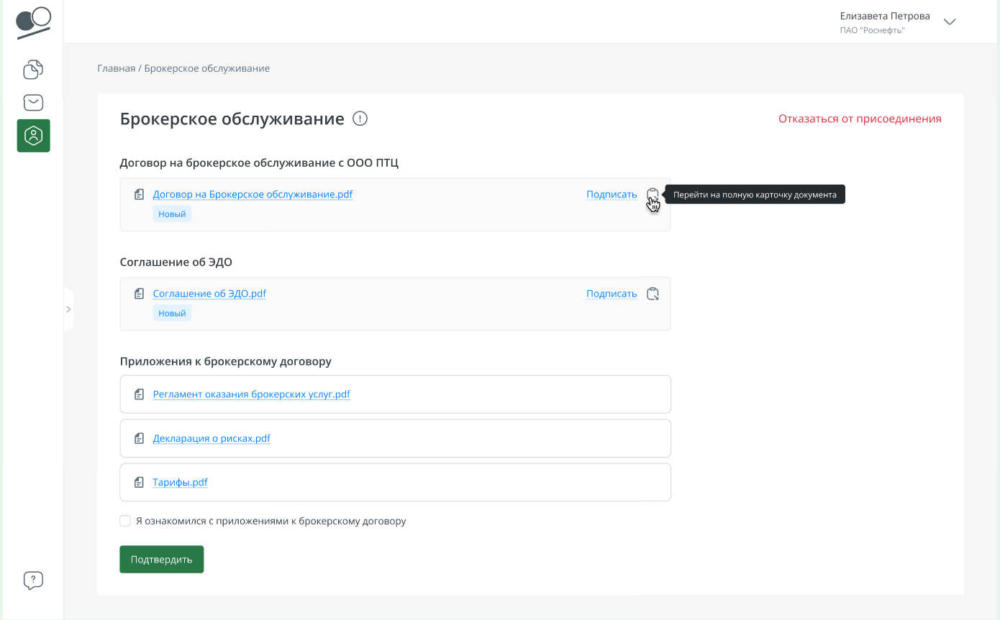 Елизавета Петрова
ПАО "Роснефть"
Главная / Брокерское обслуживание
Брокерское обслуживание
Отказаться от присоединения
Договор на брокерское обслуживание с ООО ПТЦ
Договор на Брокерское обслуживание.pdf Подписать Перейти на полную карточку документа
Новый
Соглашение об ЭДО
Соглашение об ЭДО.pdf Подписать
Новый
Приложения к брокерскому договору
Регламент оказания брокерских услуг.pdf
Декларация о рисках.pdf
Тарифы.pdf
Я ознакомился с приложениями к брокерскому договору
Подтвердить